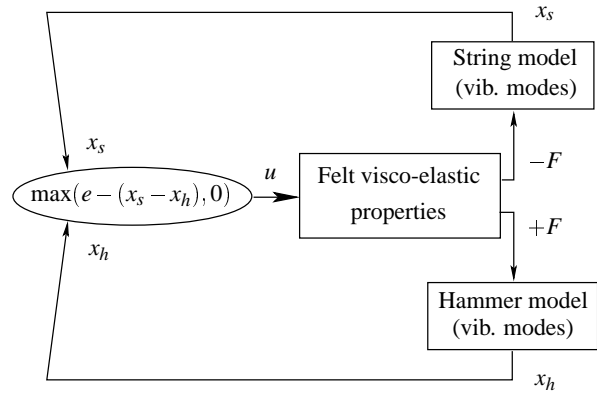 x_s
String model
(vib. modes)
x_s
−F
u
max(e − (x_s − x_h), 0)
Felt visco-elastic
properties
+F
x_h
Hammer model
(vib. modes)
x_h